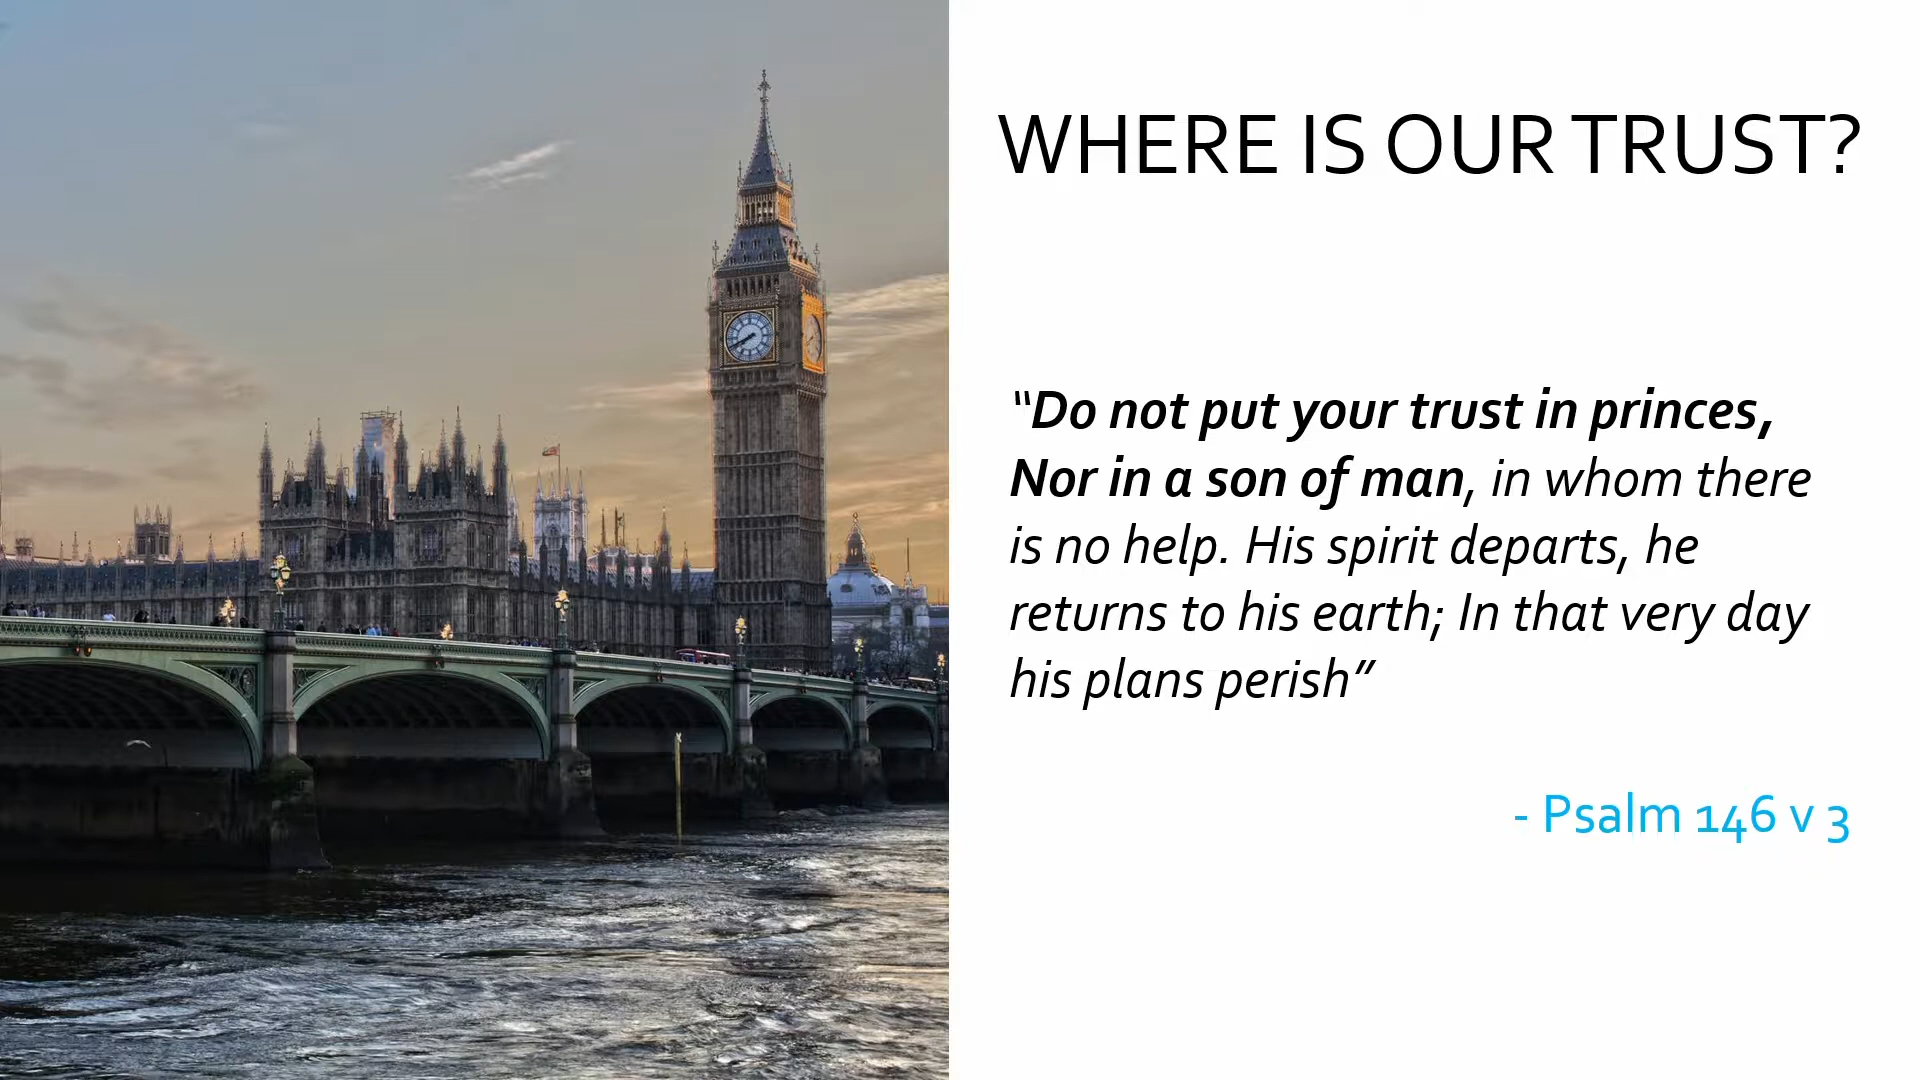 WHERE IS OUR TRUST?
“Do not put your trust in princes,
Nor in a son of man, in whom there
is no help. His spirit departs, he
returns to his earth; In that very day
his plans perish”
- Psalm 146 v 3